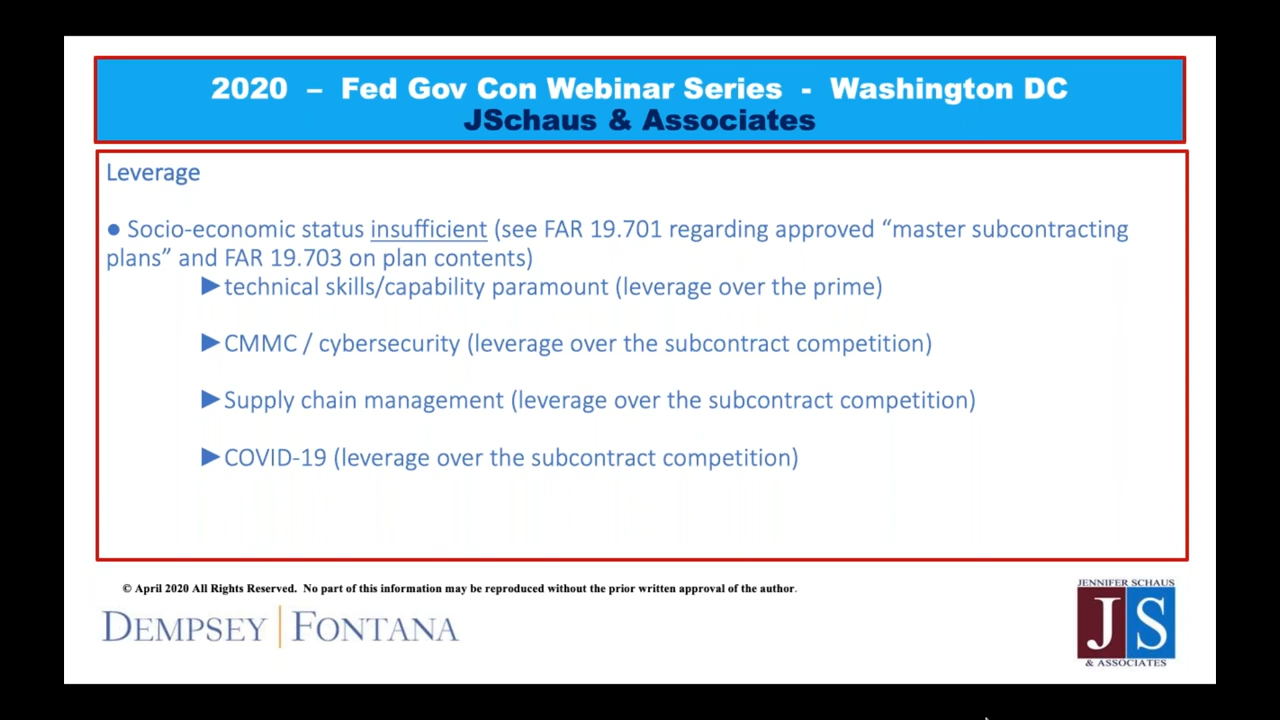 2020 – Fed Gov Con Webinar Series - Washington DC
JSchaus & Associates
Leverage
● Socio-economic status insufficient (see FAR 19.701 regarding approved “master subcontracting
plans” and FAR 19.703 on plan contents)
►technical skills/capability paramount (leverage over the prime)
►CMMC / cybersecurity (leverage over the subcontract competition)
►Supply chain management (leverage over the subcontract competition)
►COVID-19 (leverage over the subcontract competition)
© April 2020 All Rights Reserved. No part of this information may be reproduced without the prior written approval of the author.
DEMPSEY | FONTANA
JENNIFER SCHAUS
JS
& ASSOCIATES